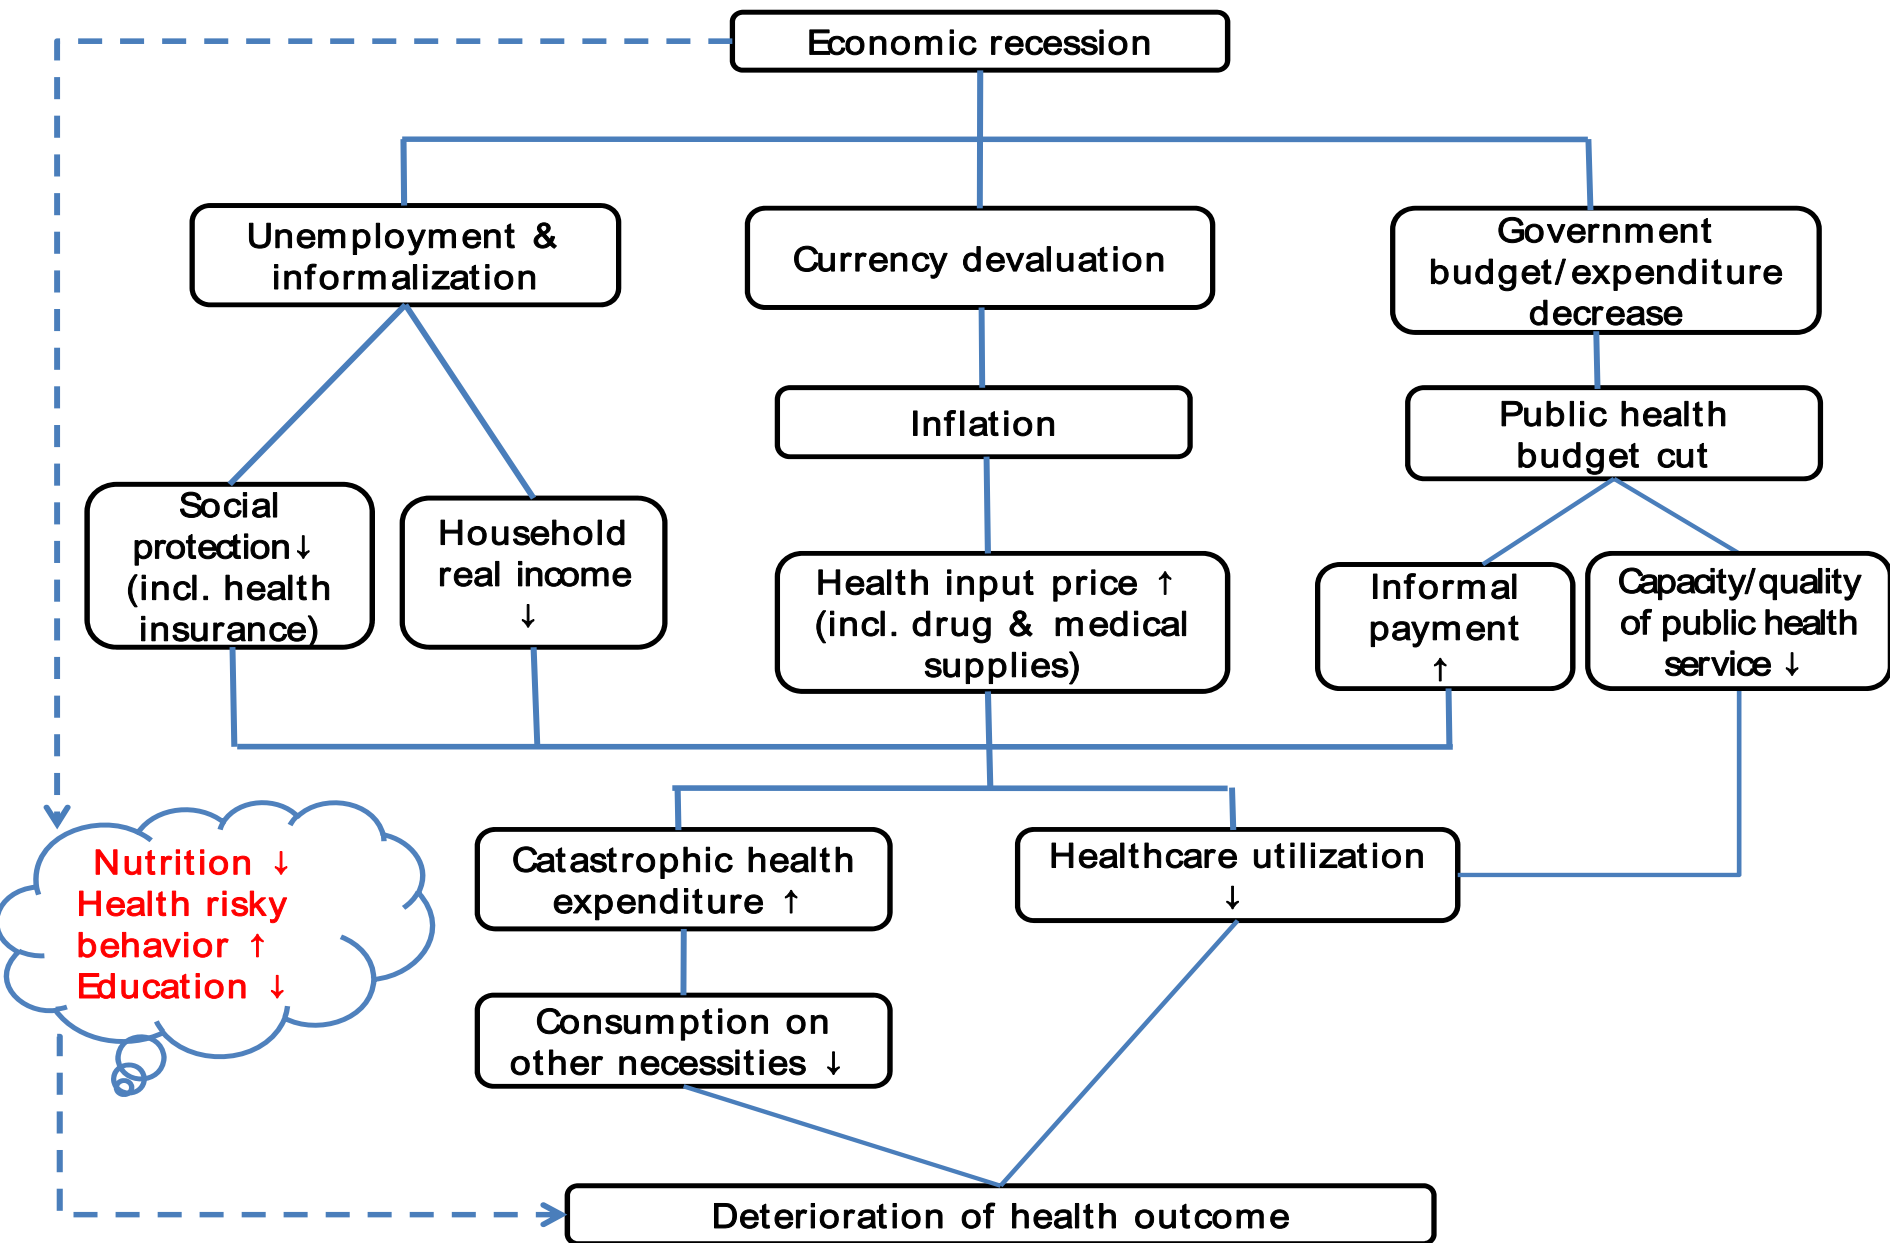 Economic recession
Unemployment &
informalization
Currency devaluation
Government
budget/expenditure
decrease
Inflation
Public health
budget cut
Social
protection↓
(incl. health
insurance)
Household
real income
↓
Health input price ↑
(incl. drug & medical
supplies)
Informal
payment
↑
Capacity/quality
of public health
service ↓
Nutrition ↓
Health risky
behavior ↑
Education ↓
Catastrophic health
expenditure ↑
Healthcare utilization
↓
Consumption on
other necessities ↓
Deterioration of health outcome